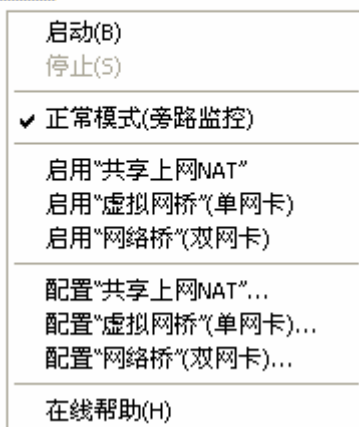 启动(B)
停止(S)
正常模式(旁路监控)
启用"共享上网NAT"
启用"虚拟网桥"(单网卡)
启用"网络桥"(双网卡)
配置"共享上网NAT"...
配置"虚拟网桥"(单网卡)...
配置"网络桥"(双网卡)...
在线帮助(H)